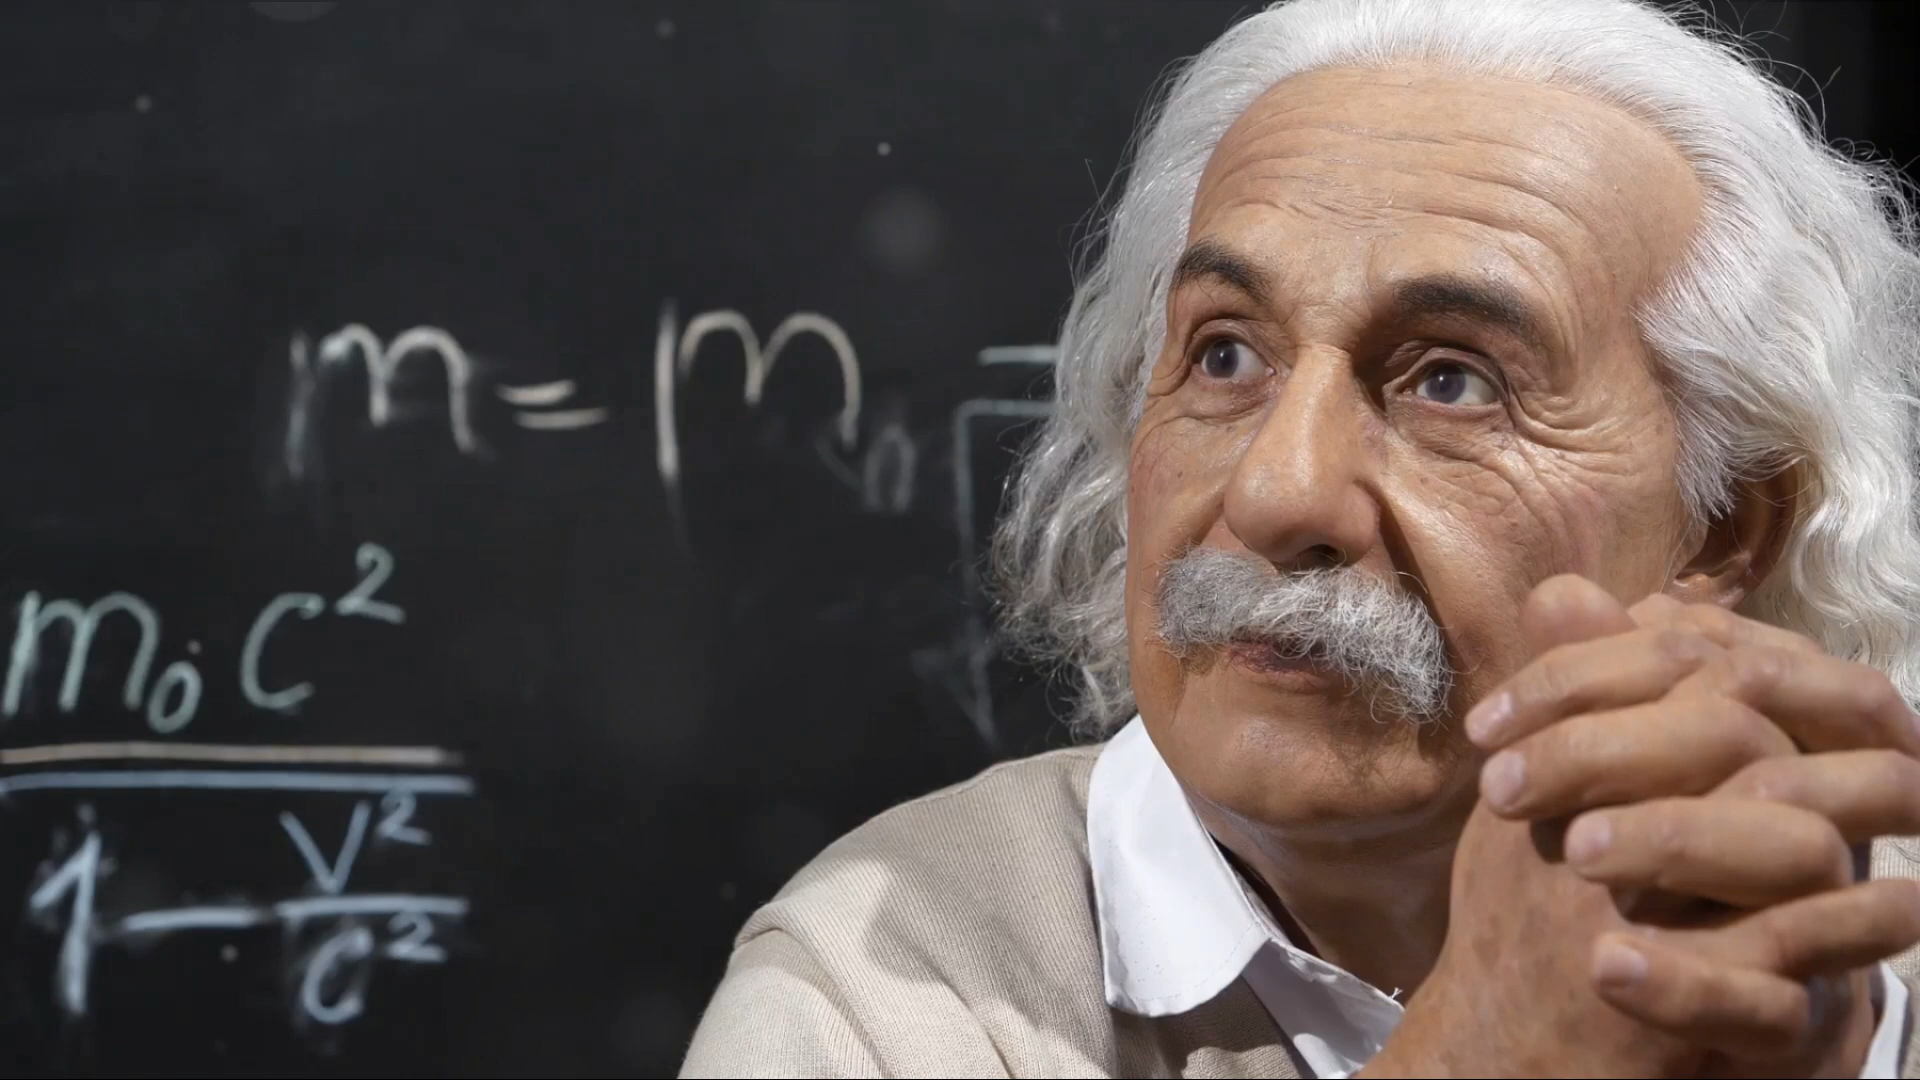 m = m₀
m₀c²
1 - v²
c²